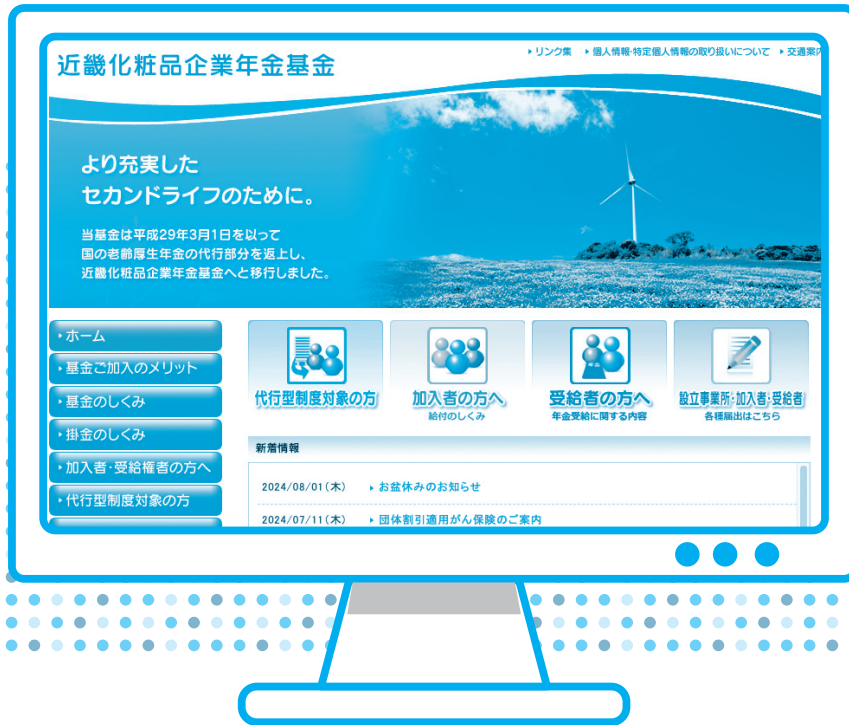 近畿化粧品企業年金基金
リンク集
個人情報・特定個人情報の取り扱いについて
交通案内
より充実した
セカンドライフのために。
当基金は平成29年3月1日を以って
国の老齢厚生年金の代行部分を返上し、
近畿化粧品企業年金基金へと移行しました。
ホーム
基金ご加入のメリット
基金のしくみ
掛金のしくみ
加入者・受給権者の方へ
代行型制度対象の方
代行型制度対象の方
加入者の方へ
給付のしくみ
受給者の方へ
年金受給に関する内容
設立事業所・加入者・受給者
各種届出はこちら
新着情報
2024/08/01(木) お盆休みのお知らせ
2024/07/11(木) 団体割引適用がん保険のご案内